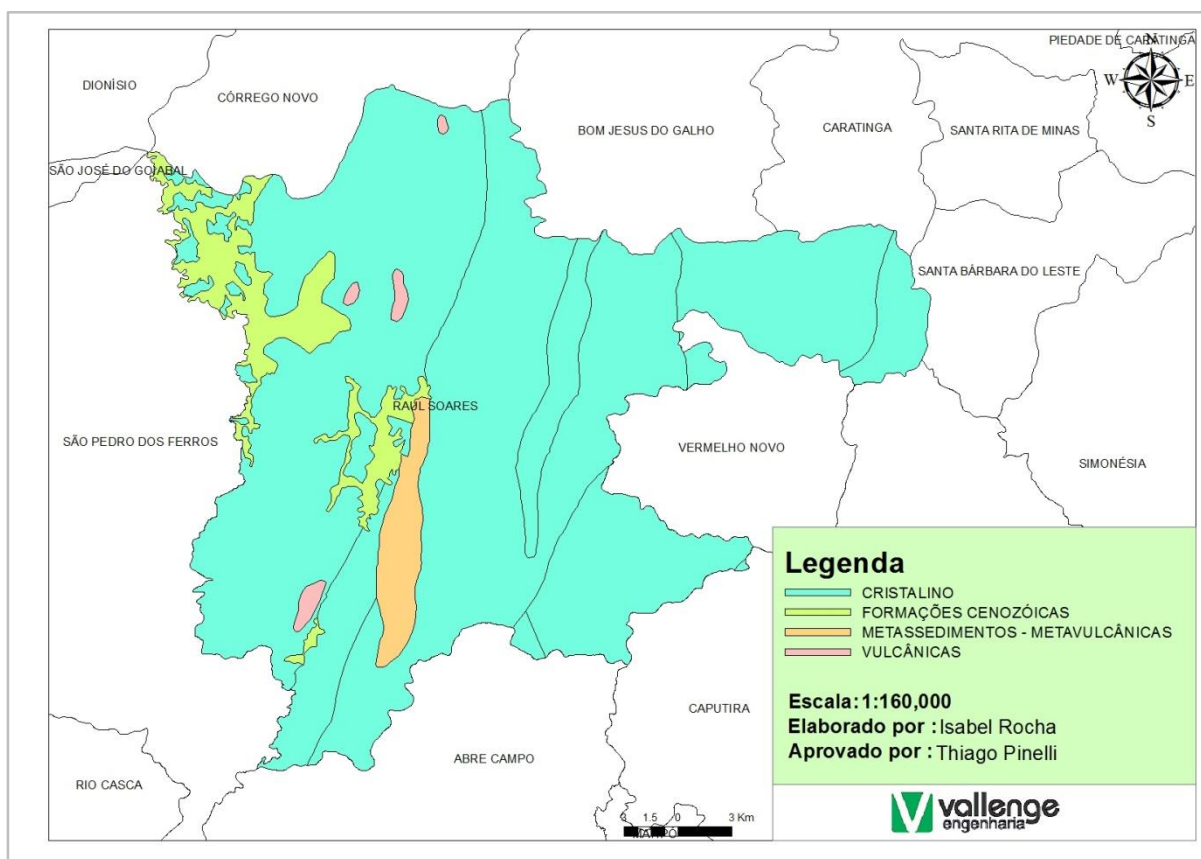 PIEDADE DE CARATINGA
N
W E
S
DIONÍSIO
CÓRREGO NOVO
BOM JESUS DO GALHO
CARATINGA
SANTA RITA DE MINAS
SÃO JOSÉ DO GOIABAL
SANTA BÁRBARA DO LESTE
RAUL SOARES
SÃO PEDRO DOS FERROS
VERMELHO NOVO
SIMONÉSIA
Legenda
CRISTALINO
FORMAÇÕES CENOZÓICAS
METASSEDIMENTOS - METAVULCÂNICAS
VULCÂNICAS
Escala: 1:160,000
Elaborado por : Isabel Rocha
Aprovado por : Thiago Pinelli
CAPUTIRA
ABRE CAMPO
RIO CASCA
3 1.5 0 3 Km
vallenge
engenharia